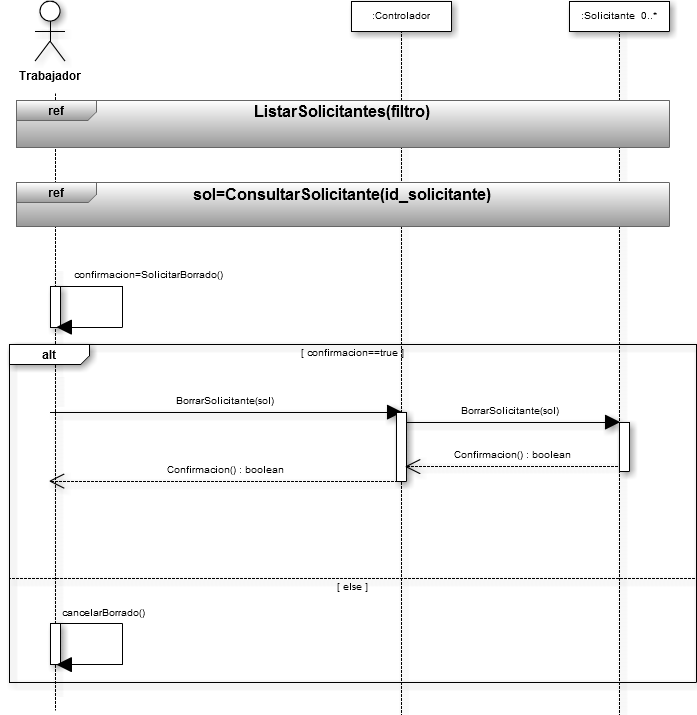 :Controlador
:Solicitante 0..*
Trabajador
ref
ListarSolicitantes(filtro)
ref
sol=ConsultarSolicitante(id_solicitante)
confirmacion=SolicitarBorrado()
alt
[ confirmacion==true ]
BorrarSolicitante(sol)
BorrarSolicitante(sol)
Confirmacion() : boolean
Confirmacion() : boolean
[ else ]
cancelarBorrado()